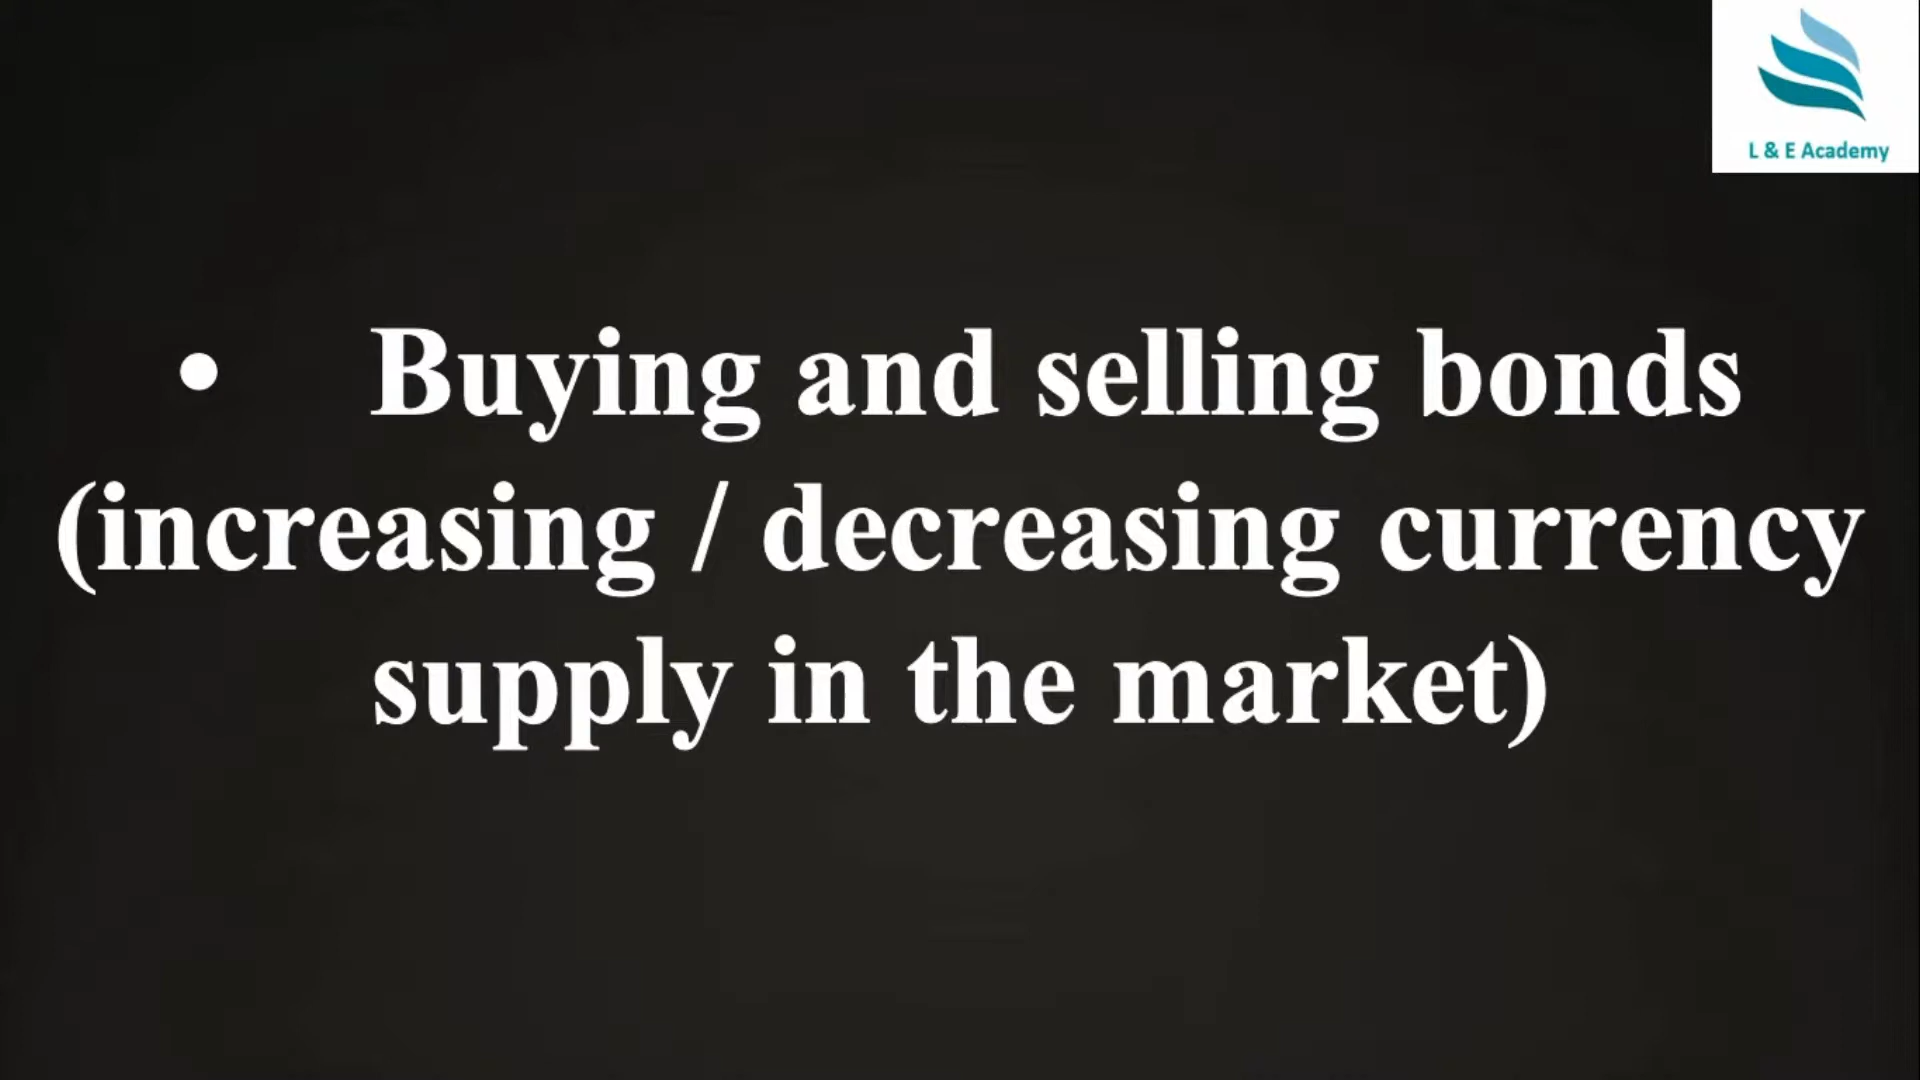 L & E Academy
• Buying and selling bonds
(increasing / decreasing currency
supply in the market)